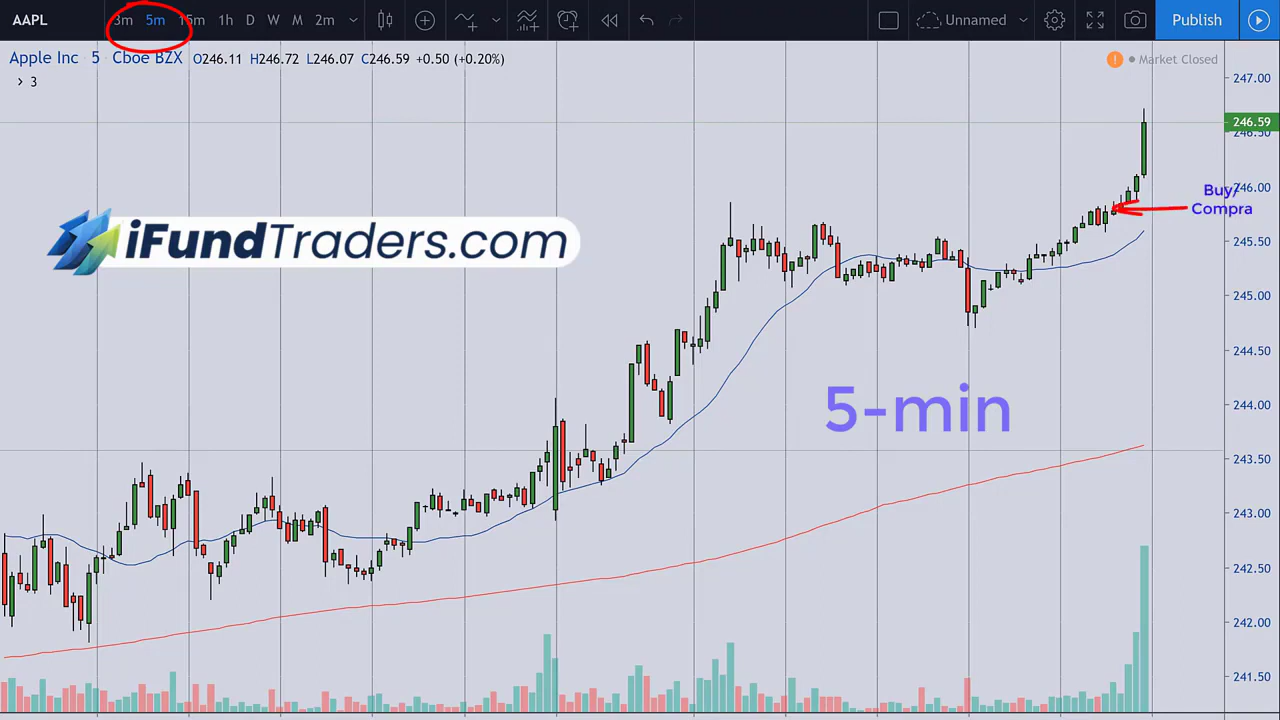 AAPL 3m 5m 15m 1h D W M 2m Unnamed Publish
Apple Inc · 5 Cboe BZX O246.11 H246.72 L246.07 C246.59 +0.50 (+0.20%)
! Market Closed
3
247.00
246.59
246.50
246.00
Buy/
Compra
iFundTraders.com
245.50
245.00
244.50
5-min
244.00
243.50
243.00
242.50
242.00
241.50